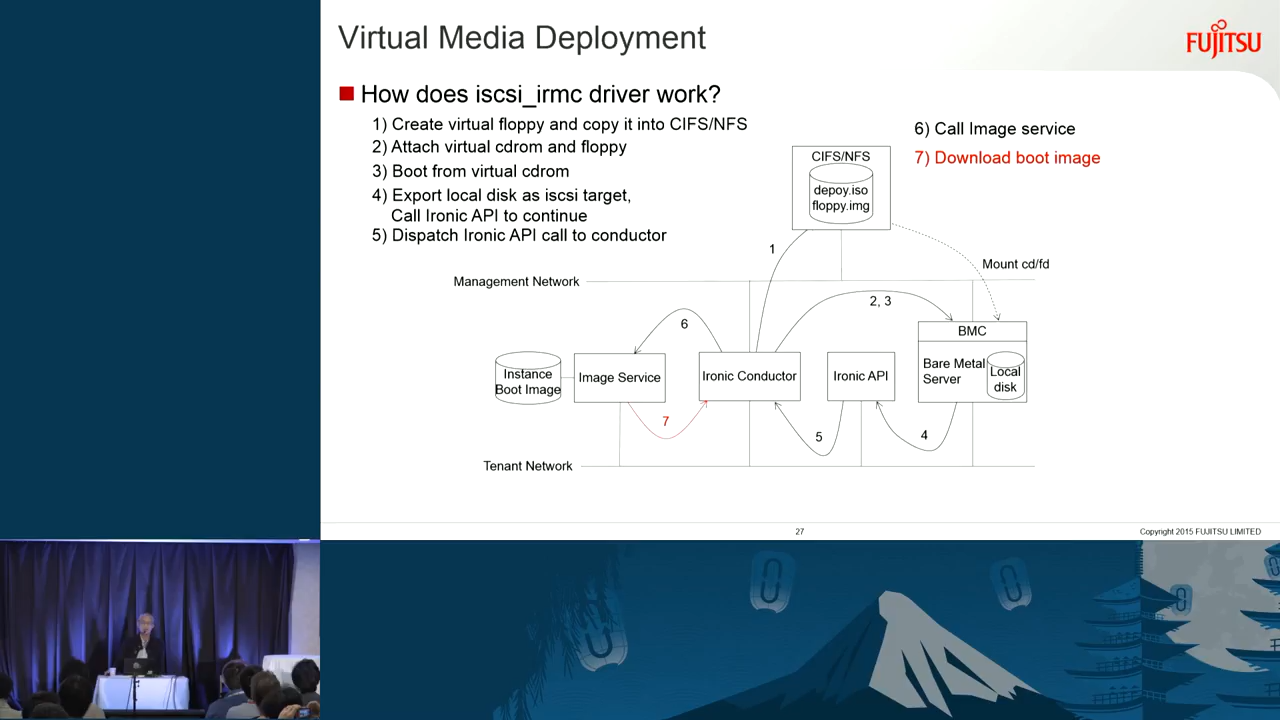 Virtual Media Deployment
FUJITSU
How does iscsi_irmc driver work?
1) Create virtual floppy and copy it into CIFS/NFS
2) Attach virtual cdrom and floppy
3) Boot from virtual cdrom
4) Export local disk as iscsi target,
Call Ironic API to continue
5) Dispatch Ironic API call to conductor
6) Call Image service
7) Download boot image
CIFS/NFS
depoy.iso
floppy.img
1
Mount cd/fd
Management Network
2, 3
6
BMC
Instance
Boot Image
Image Service
Ironic Conductor
Ironic API
Bare Metal
Server
Local
disk
7
5
4
Tenant Network
27
Copyright 2015 FUJITSU LIMITED